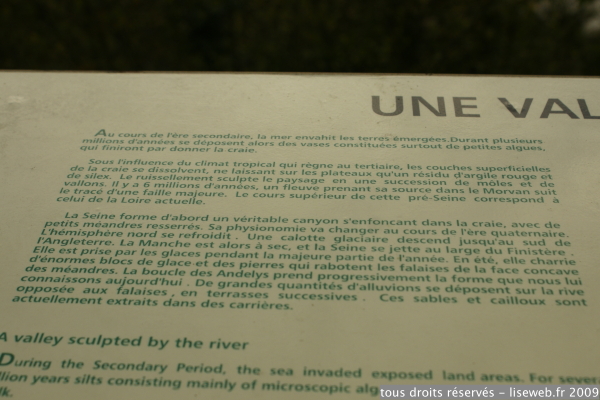 UNE VAL
Au cours de l'ère secondaire, la mer envahit les terres émergées.Durant plusieurs
millions d'années se déposent alors des vases constituées surtout de petites algues,
qui finiront par donner la craie.
Sous l'influence du climat tropical qui règne au tertiaire, les couches superficielles
de la craie se dissolvent, ne laissant sur les plateaux qu'un résidu d'argile rouge et
de silex. Le ruissellement sculpte le paysage en une succession de môles et de
vallons. Il y a 6 millions d'années, un fleuve prenant sa source dans le Morvan suit
le tracé d'une faille majeure. Le cours supérieur de cette pré-Seine correspond à
celui de la Loire actuelle.
La Seine forme d'abord un véritable canyon s'enfonçant dans la craie, avec de
petits méandres resserrés. Sa physionomie va changer au cours de l'ère quaternaire.
L'hémisphère nord se refroidit. Une calotte glaciaire descend jusqu'au sud de
l'Angleterre. La Manche est alors à sec, et la Seine se jette au large du Finistère.
Elle est prise par les glaces pendant la majeure partie de l'année. En été, elle charrie
d'énormes blocs de glace et des pierres qui rabotent les falaises de la face concave
des méandres. La boucle des Andelys prend progressivement la forme que nous lui
connaissons aujourd'hui. De grandes quantités d'alluvions se déposent sur la rive
opposée aux falaises, en terrasses successives. Ces sables et cailloux sont
actuellement extraits dans des carrières.
A valley sculpted by the river
During the Secondary Period, the sea invaded exposed land areas. For severa
llion years silts consisting mainly of microscopic alg
lk.
tous droits réservés - liseweb.fr 2009